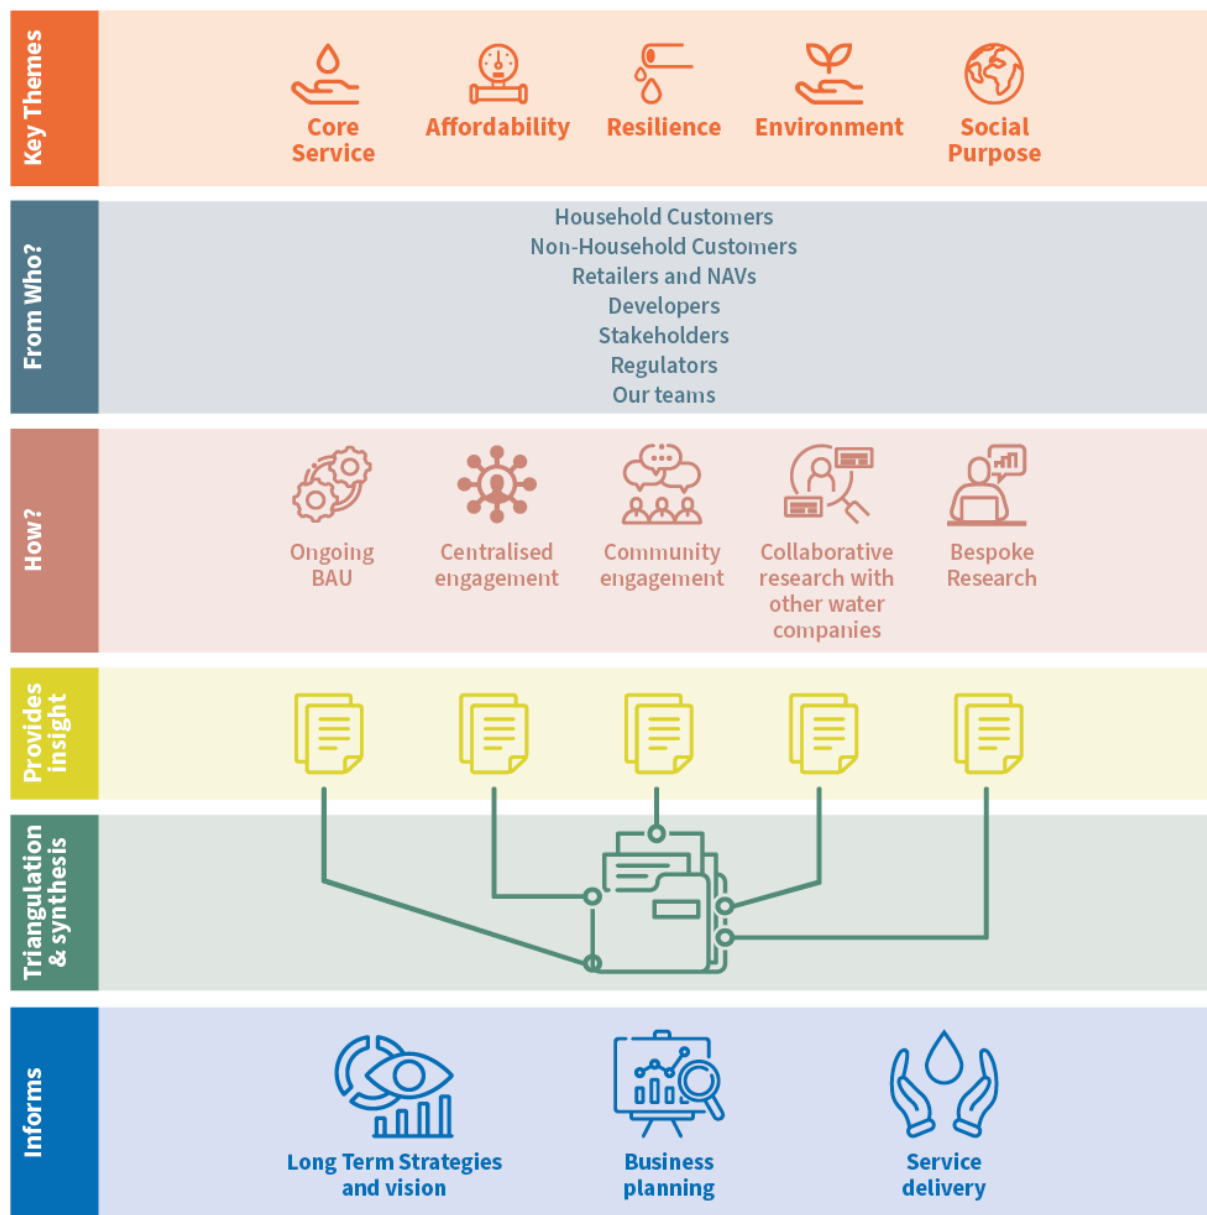 Key Themes
Core
Service
Affordability
Resilience
Environment
Social
Purpose
From Who?
Household Customers
Non-Household Customers
Retailers and NAVs
Developers
Stakeholders
Regulators
Our teams
How?
Ongoing
BAU
Centralised
engagement
Community
engagement
Collaborative
research with
other water
companies
Bespoke
Research
Provides
insight
Triangulation
& synthesis
Informs
Long Term Strategies
and vision
Business
planning
Service
delivery